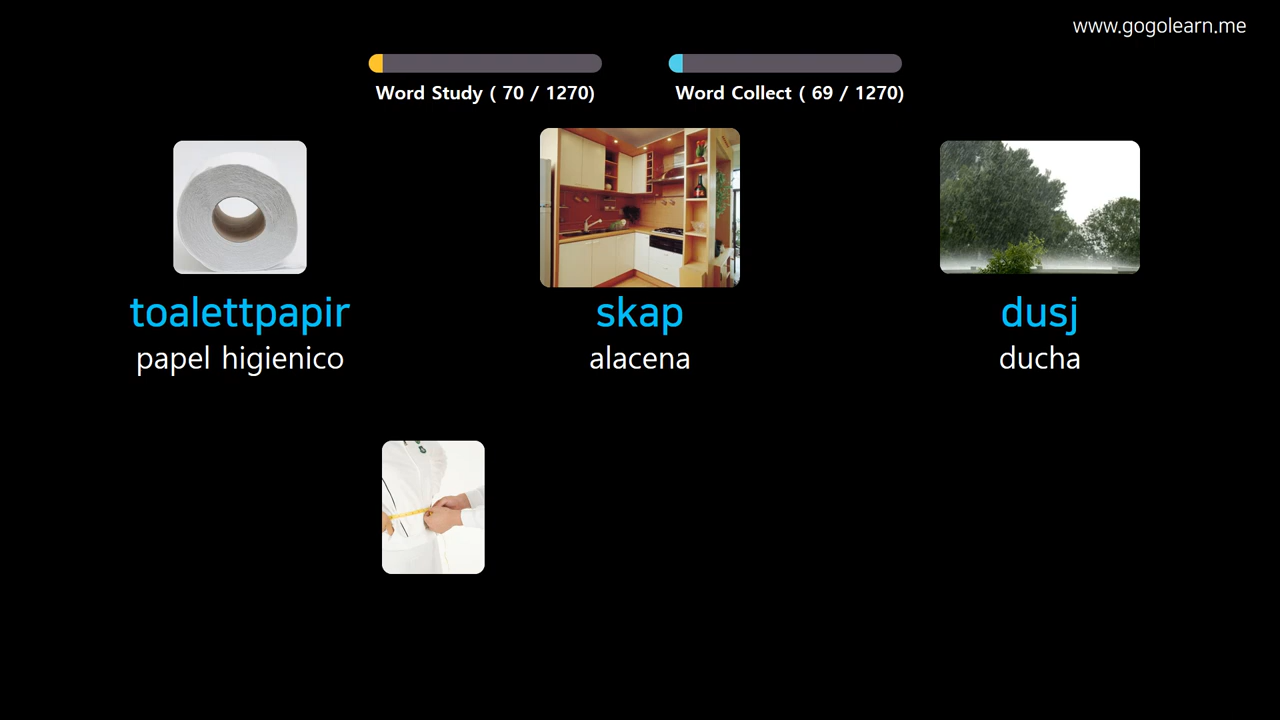 www.gogolearn.me
Word Study ( 70 / 1270)
Word Collect ( 69 / 1270)
toalettpapir
papel higienico
skap
alacena
dusj
ducha